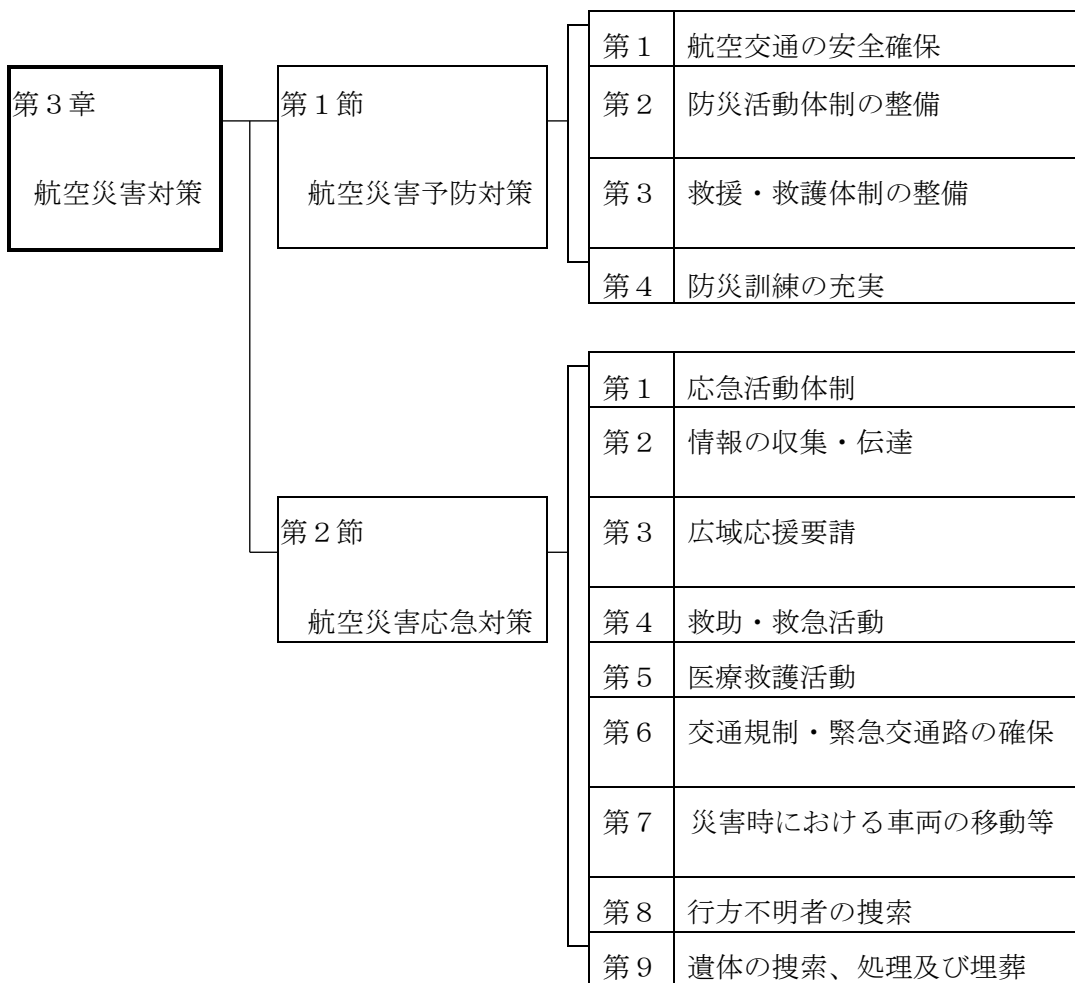 第３章
航空災害対策
第１節
航空災害予防対策
第１ 航空交通の安全確保
第２ 防災活動体制の整備
第３ 救援・救護体制の整備
第４ 防災訓練の充実
第２節
航空災害応急対策
第１ 応急活動体制
第２ 情報の収集・伝達
第３ 広域応援要請
第４ 救助・救急活動
第５ 医療救護活動
第６ 交通規制・緊急交通路の確保
第７ 災害時における車両の移動等
第８ 行方不明者の捜索
第９ 遺体の捜索、処理及び埋葬